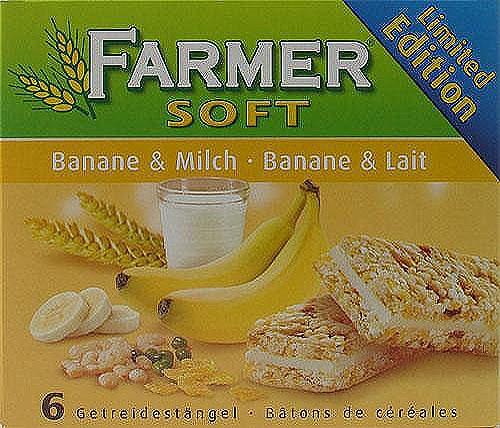 FARMER®
SOFT
Limited
Edition
Banane & Milch · Banane & Lait
6 Getreidestängel · Bâtons de céréales